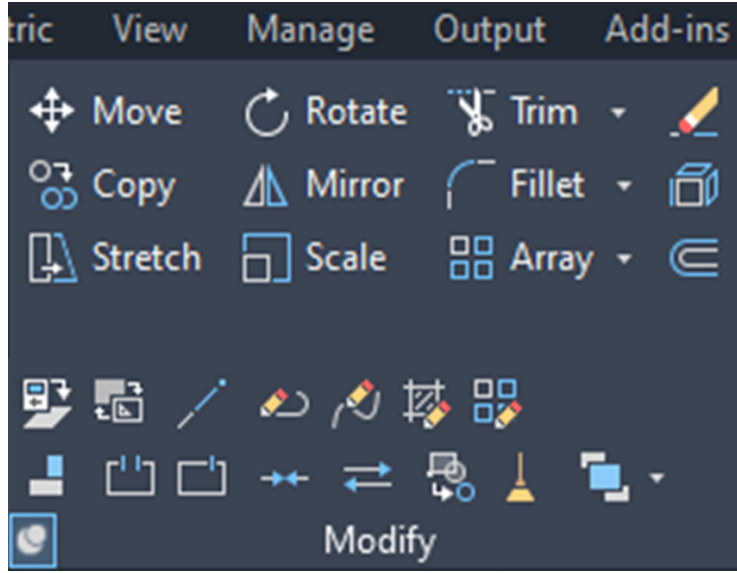 tric View Manage Output Add-ins
Move Rotate Trim
Copy Mirror Fillet
Stretch Scale Array
Modify